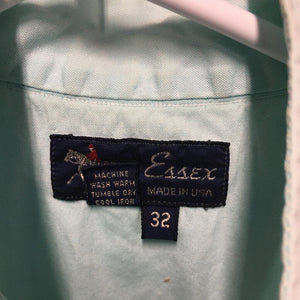 Essex
MADE IN USA
MACHINE
WASH WARM
TUMBLE DRY
COOL IRON
32